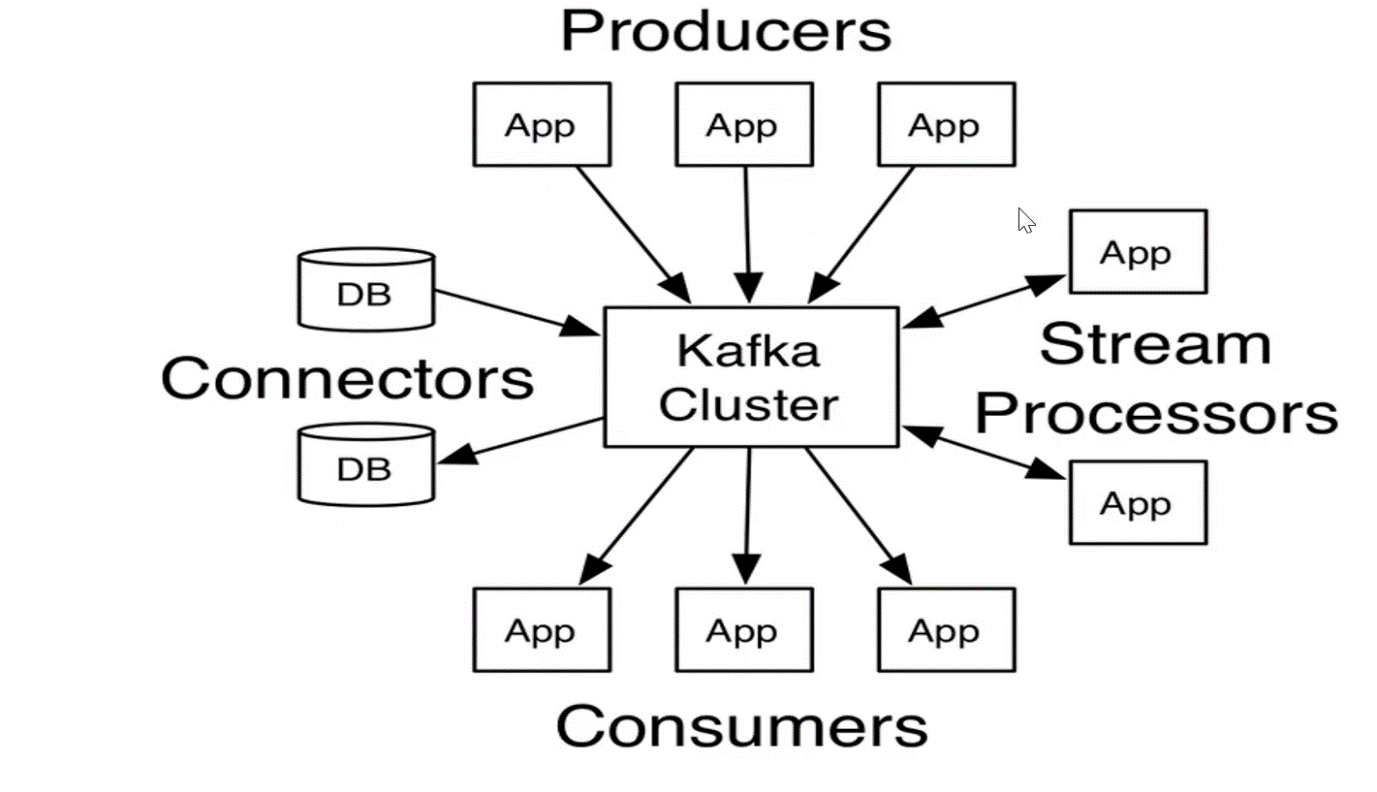 Producers
App
App
App
App
DB
Kafka
Cluster
Stream
Processors
Connectors
DB
App
App
App
App
Consumers